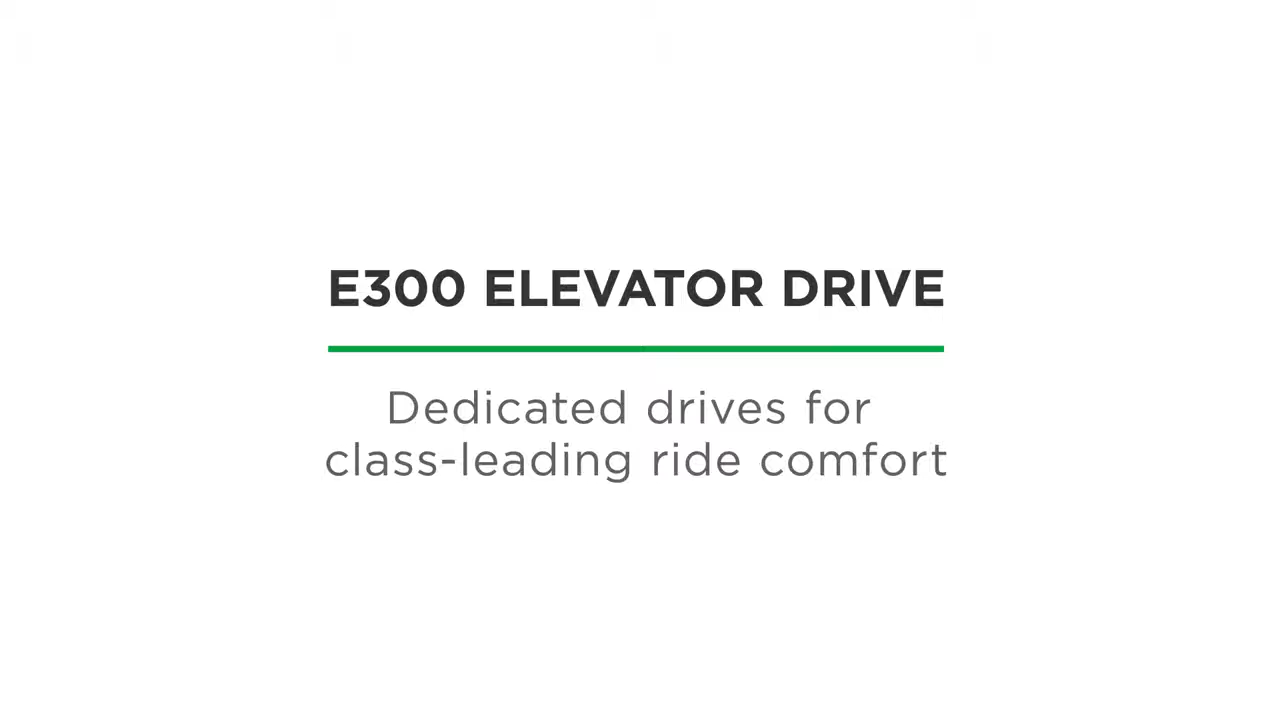 E300 ELEVATOR DRIVE
Dedicated drives for
class-leading ride comfort